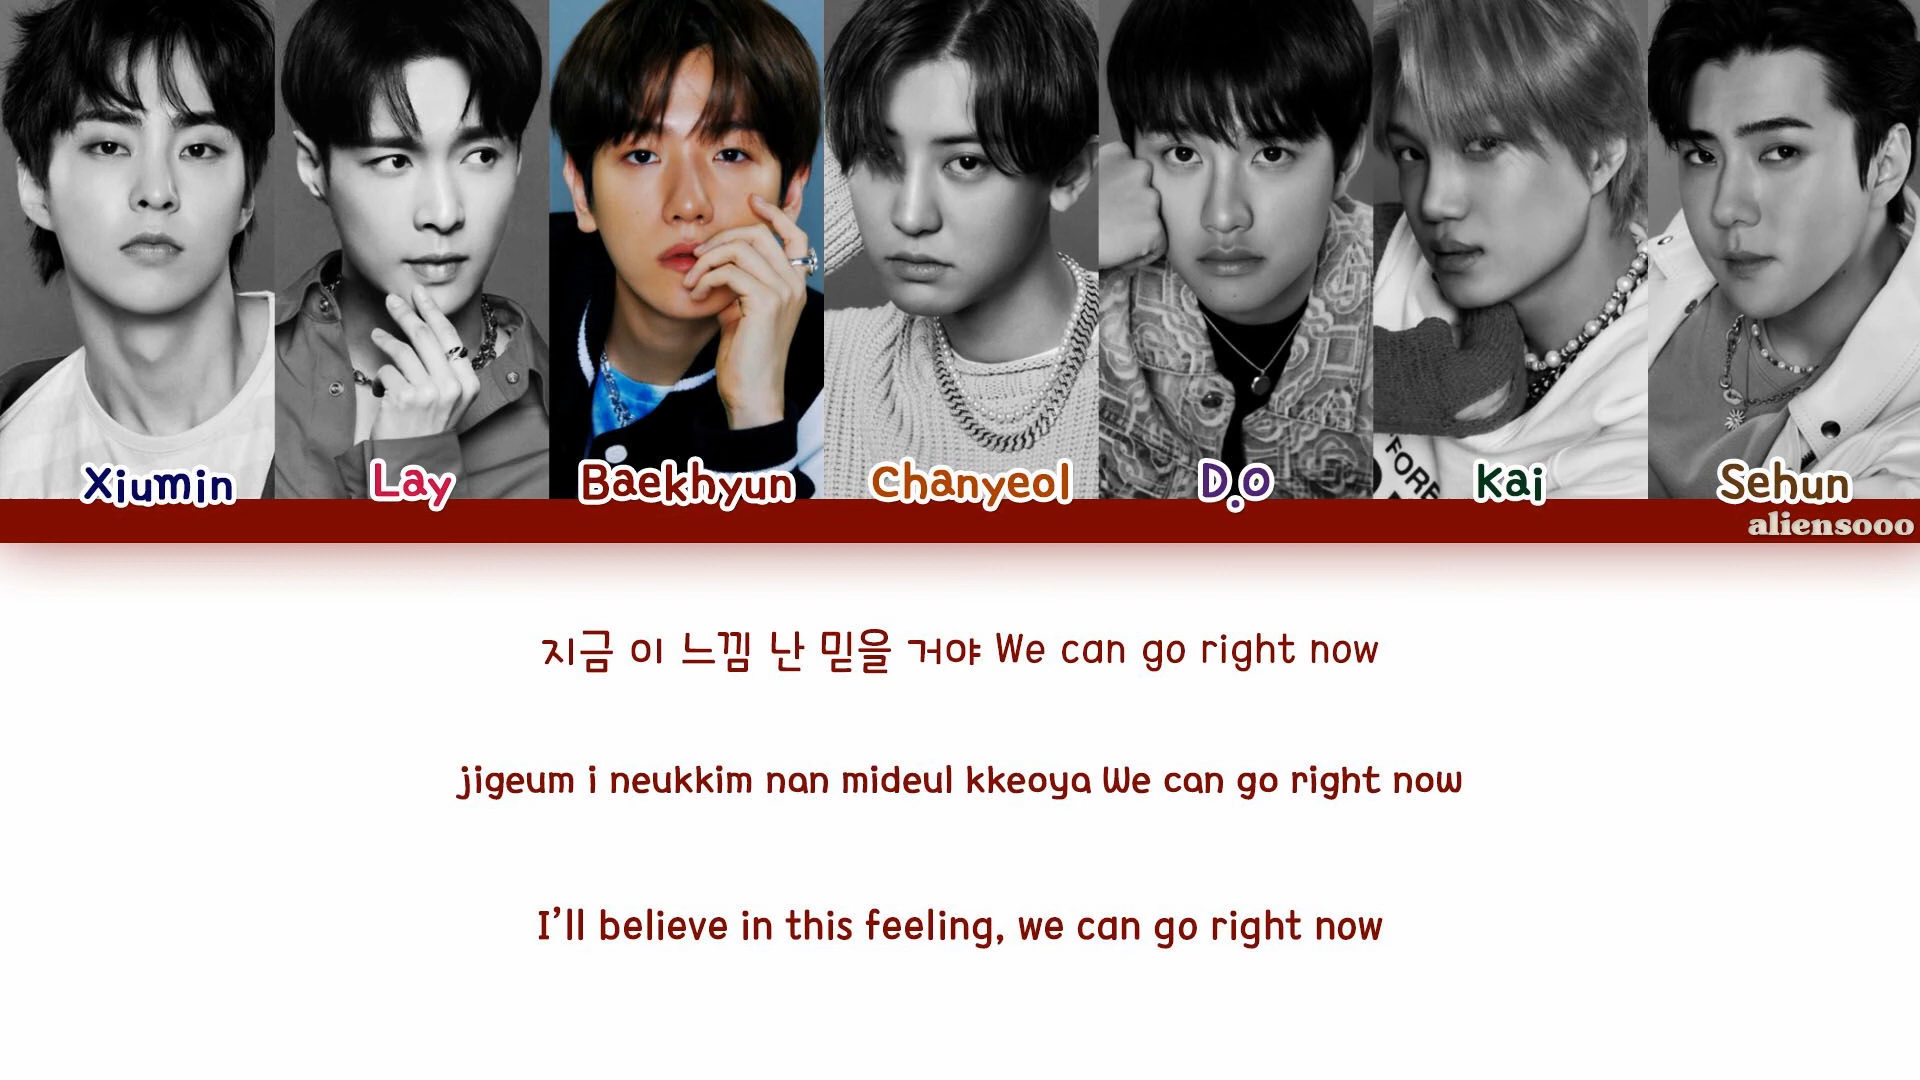 FORE
Xiumin Lay Baekhyun Chanyeol D.O Kai Sehun
aliensooo
지금 이 느낌 난 믿을 거야 We can go right now
jigeum i neukkim nan mideul kkeoya We can go right now
I'll believe in this feeling, we can go right now